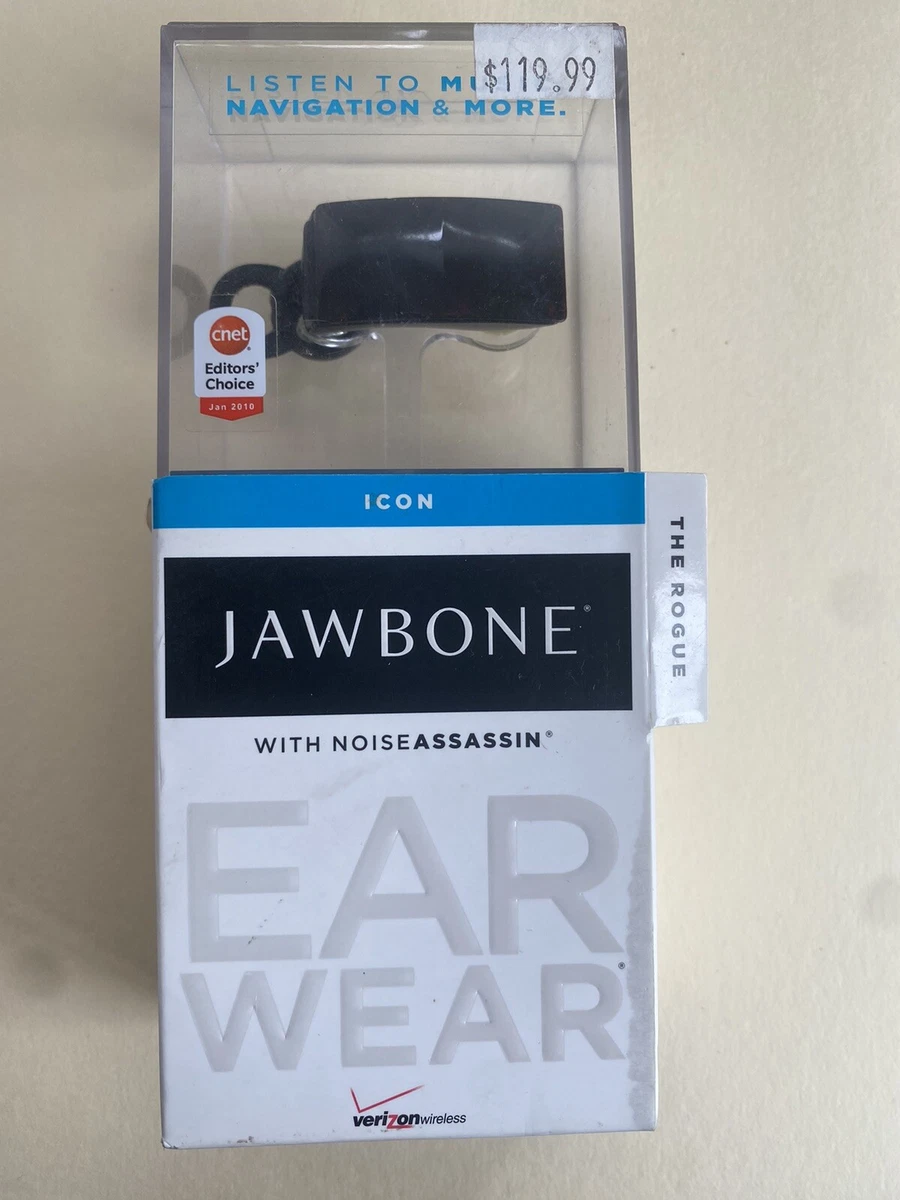 $119.99
LISTEN TO
NAVIGATION & MORE.
cnet
Editors'
Choice
Jan 2010
ICON
THE ROGUE
JAWBONE®
WITH NOISEASSASSIN®
EAR
WEAR®
verizonwireless